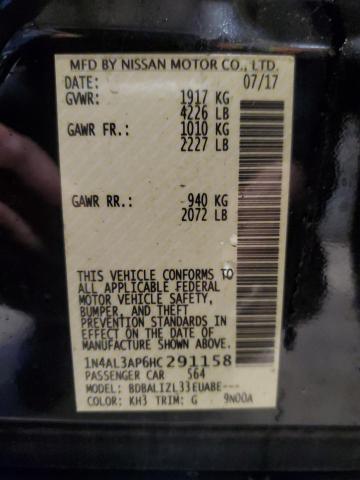 MFD BY NISSAN MOTOR CO., LTD.
DATE: 07/17
GVWR: 1917 KG
4226 LB
GAWR FR.: 1010 KG
2227 LB
GAWR RR.: 940 KG
2072 LB
THIS VEHICLE CONFORMS TO
ALL APPLICABLE FEDERAL
MOTOR VEHICLE SAFETY,
BUMPER, AND THEFT
PREVENTION STANDARDS IN
EFFECT ON THE DATE OF
MANUFACTURE SHOWN ABOVE.
1N4AL3AP6HC291158
PASSENGER CAR 564
MODEL: BDBALIZL33EUABE---
COLOR: KH3 TRIM: G 9N00A